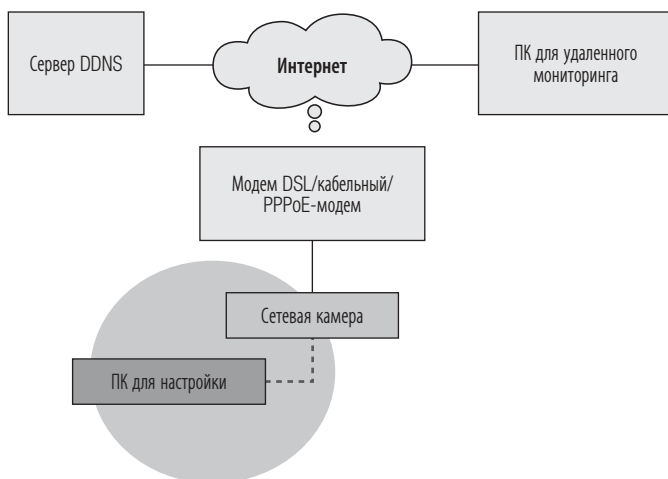 Сервер DDNS
Интернет
ПК для удаленного
мониторинга
Модем DSL/кабельный/
PPPoE-модем
Сетевая камера
ПК для настройки